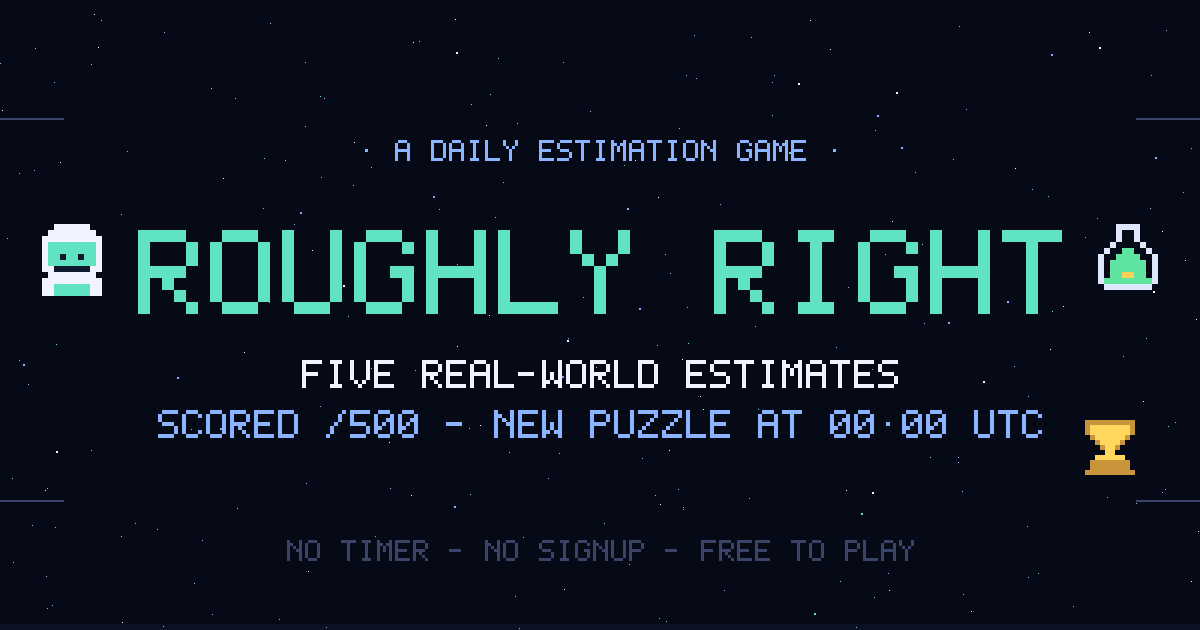 · A DAILY ESTIMATION GAME ·
ROUGHLY RIGHT
FIVE REAL-WORLD ESTIMATES
SCORED /500 - NEW PUZZLE AT 00·00 UTC
NO TIMER - NO SIGNUP - FREE TO PLAY